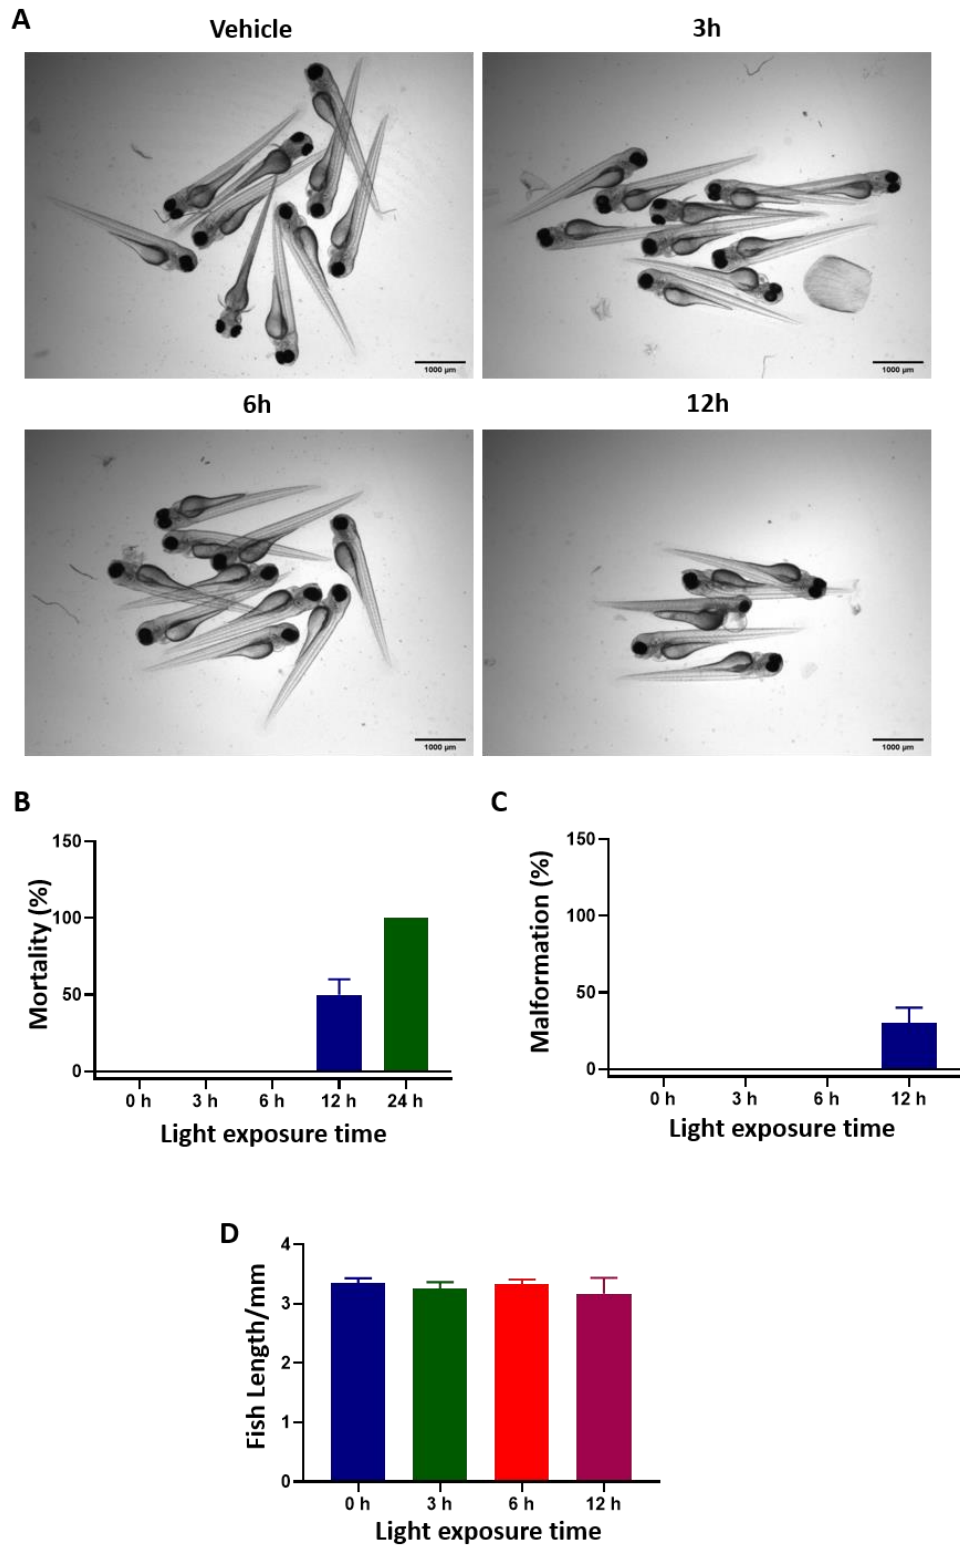 A
Vehicle
3h
1000 µm
1000 µm
6h
12h
1000 µm
1000 µm
B
150
100
50
0
Mortality (%)
0 h 3 h 6 h 12 h 24 h
Light exposure time
C
150
100
50
0
Malformation (%)
0 h 3 h 6 h 12 h
Light exposure time
D
4
3
2
1
0
Fish Length/mm
0 h 3 h 6 h 12 h
Light exposure time